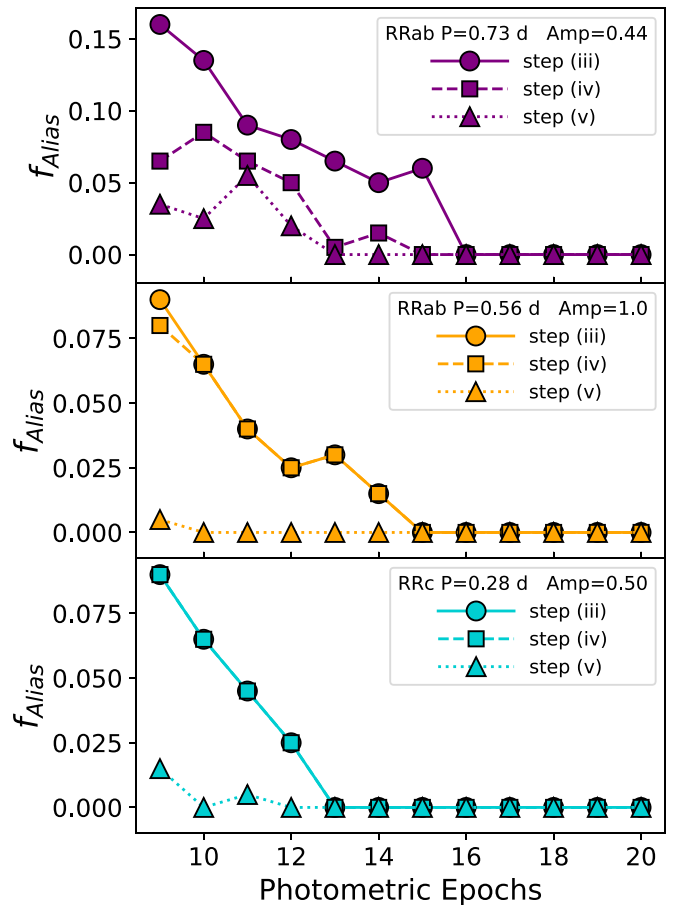 RRab P=0.73 d Amp=0.44
step (iii)
step (iv)
step (v)
0.15
0.10
0.05
0.00
f_Alias
RRab P=0.56 d Amp=1.0
step (iii)
step (iv)
step (v)
0.075
0.050
0.025
0.000
f_Alias
RRc P=0.28 d Amp=0.50
step (iii)
step (iv)
step (v)
0.075
0.050
0.025
0.000
f_Alias
10 12 14 16 18 20
Photometric Epochs